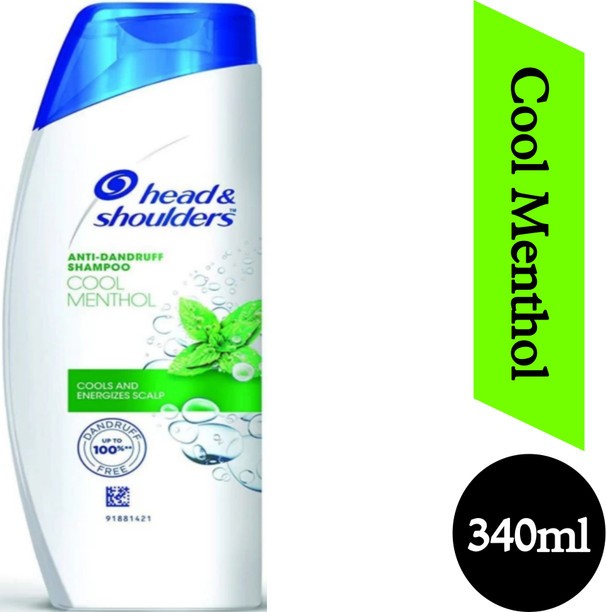 head&
shoulders™
ANTI-DANDRUFF
SHAMPOO
COOL
MENTHOL
COOLS AND
ENERGIZES SCALP
DANDRUFF
UP TO
100%**
FREE
91881421
Cool Menthol
340ml